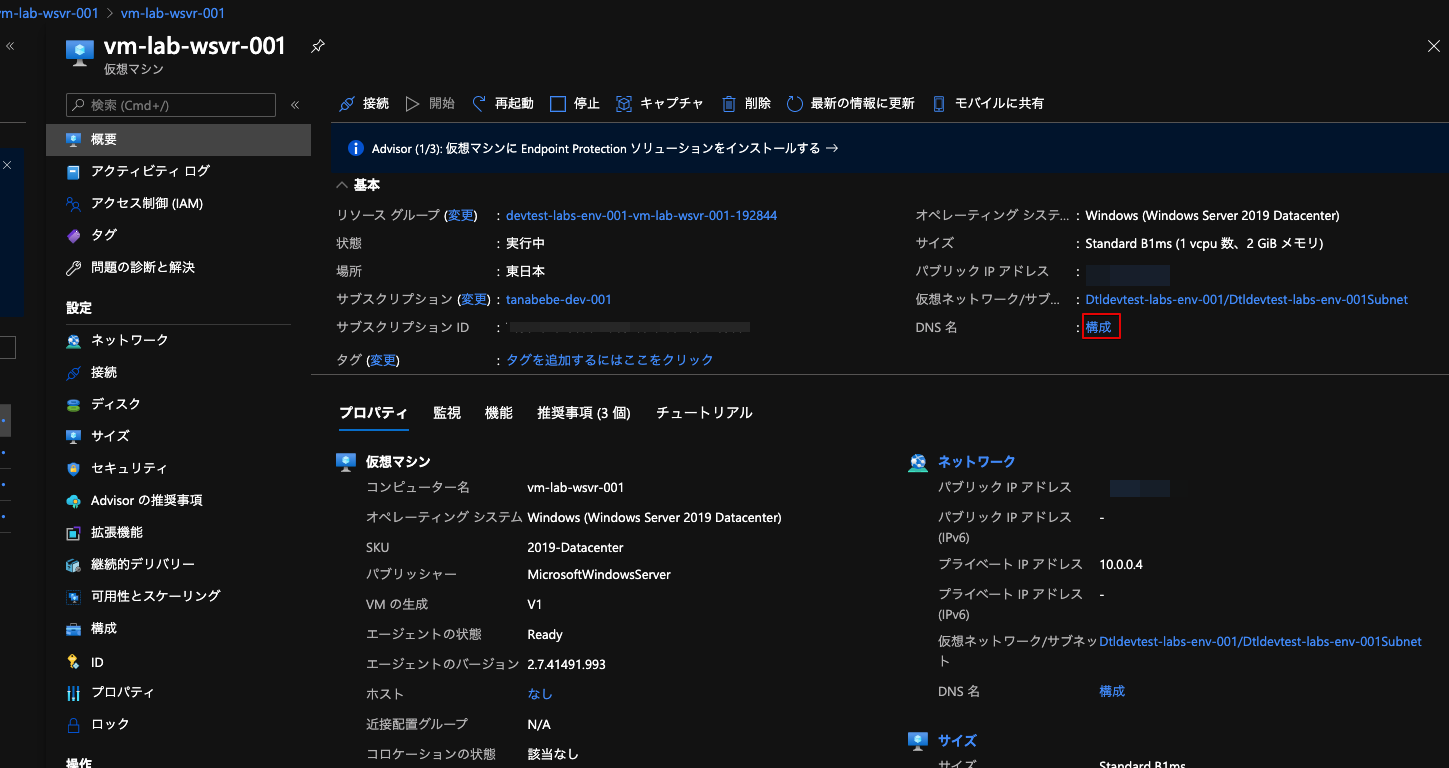 vm-lab-wsvr-001 > vm-lab-wsvr-001
vm-lab-wsvr-001
仮想マシン
検索 (Cmd+/)
概要
アクティビティ ログ
アクセス制御 (IAM)
タグ
問題の診断と解決
設定
ネットワーク
接続
ディスク
サイズ
セキュリティ
Advisor の推奨事項
拡張機能
継続的デリバリー
可用性とスケーリング
構成
ID
プロパティ
ロック
操作
接続 開始 再起動 停止 キャプチャ 削除 最新の情報に更新 モバイルに共有
Advisor (1/3): 仮想マシンに Endpoint Protection ソリューションをインストールする →
基本
リソース グループ (変更) : devtest-labs-env-001-vm-lab-wsvr-001-192844
状態 : 実行中
場所 : 東日本
サブスクリプション (変更) : tanabebe-dev-001
サブスクリプション ID :
タグ (変更) : タグを追加するにはここをクリック
オペレーティング システ... : Windows (Windows Server 2019 Datacenter)
サイズ : Standard B1ms (1 vcpu 数、2 GiB メモリ)
パブリック IP アドレス :
仮想ネットワーク/サブ... : Dtldevtest-labs-env-001/Dtldevtest-labs-env-001Subnet
DNS 名 : 構成
プロパティ 監視 機能 推奨事項 (3 個) チュートリアル
仮想マシン
コンピューター名 vm-lab-wsvr-001
オペレーティング システム Windows (Windows Server 2019 Datacenter)
SKU 2019-Datacenter
パブリッシャー MicrosoftWindowsServer
VM の生成 V1
エージェントの状態 Ready
エージェントのバージョン 2.7.41491.993
ホスト なし
近接配置グループ N/A
コロケーションの状態 該当なし
ネットワーク
パブリック IP アドレス
パブリック IP アドレス -
(IPv6)
プライベート IP アドレス 10.0.0.4
プライベート IP アドレス -
(IPv6)
仮想ネットワーク/サブネッ Dtldevtest-labs-env-001/Dtldevtest-labs-env-001Subnet
ト
DNS 名 構成
サイズ
サイズ Standard B1ms